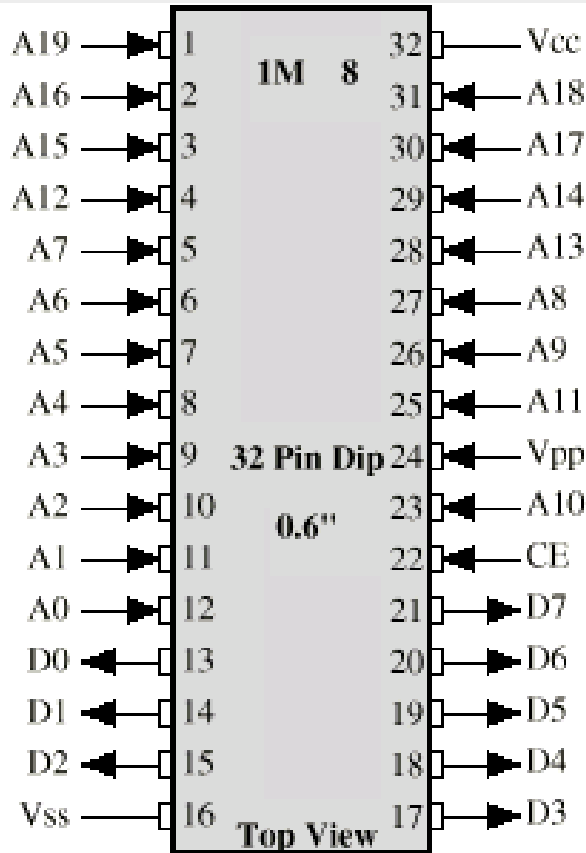 A19 1 1M 8 32 Vcc
A16 2 31 A18
A15 3 30 A17
A12 4 29 A14
A7 5 28 A13
A6 6 27 A8
A5 7 26 A9
A4 8 25 A11
A3 9 32 Pin Dip 24 Vpp
A2 10 0.6" 23 A10
A1 11 22 CE
A0 12 21 D7
D0 13 20 D6
D1 14 19 D5
D2 15 18 D4
Vss 16 Top View 17 D3